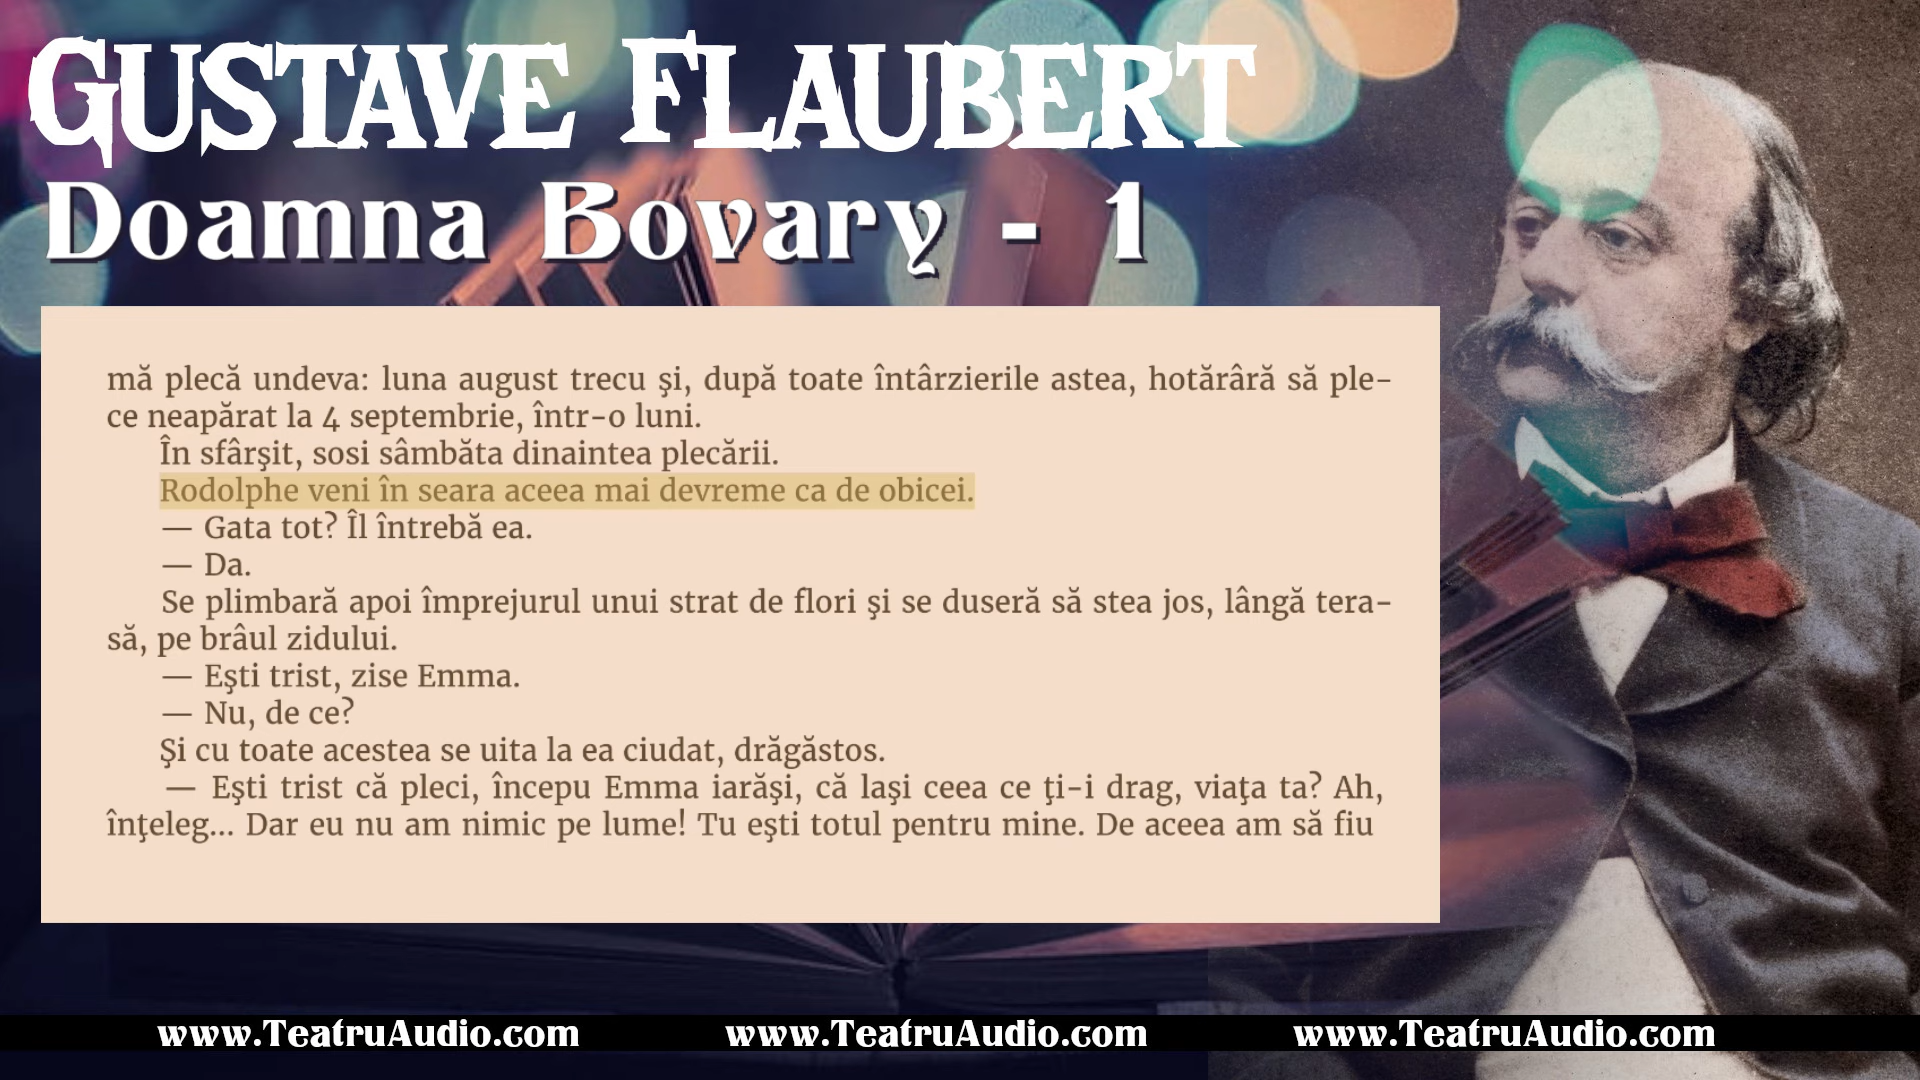 GUSTAVE FLAUBERT
Doamna Bovary - 1
mă plecă undeva: luna august trecu şi, după toate întârzierile astea, hotărâră să ple-
ce neapărat la 4 septembrie, într-o luni.
În sfârşit, sosi sâmbăta dinaintea plecării.
Rodolphe veni în seara aceea mai devreme ca de obicei.
— Gata tot? Îl întrebă ea.
— Da.
Se plimbară apoi împrejurul unui strat de flori şi se duseră să stea jos, lângă tera-
să, pe brâul zidului.
— Eşti trist, zise Emma.
— Nu, de ce?
Şi cu toate acestea se uita la ea ciudat, drăgăstos.
— Eşti trist că pleci, începu Emma iarăşi, că laşi ceea ce ţi-i drag, viaţa ta? Ah,
înţeleg... Dar eu nu am nimic pe lume! Tu eşti totul pentru mine. De aceea am să fiu
www.TeatruAudio.com www.TeatruAudio.com www.TeatruAudio.com